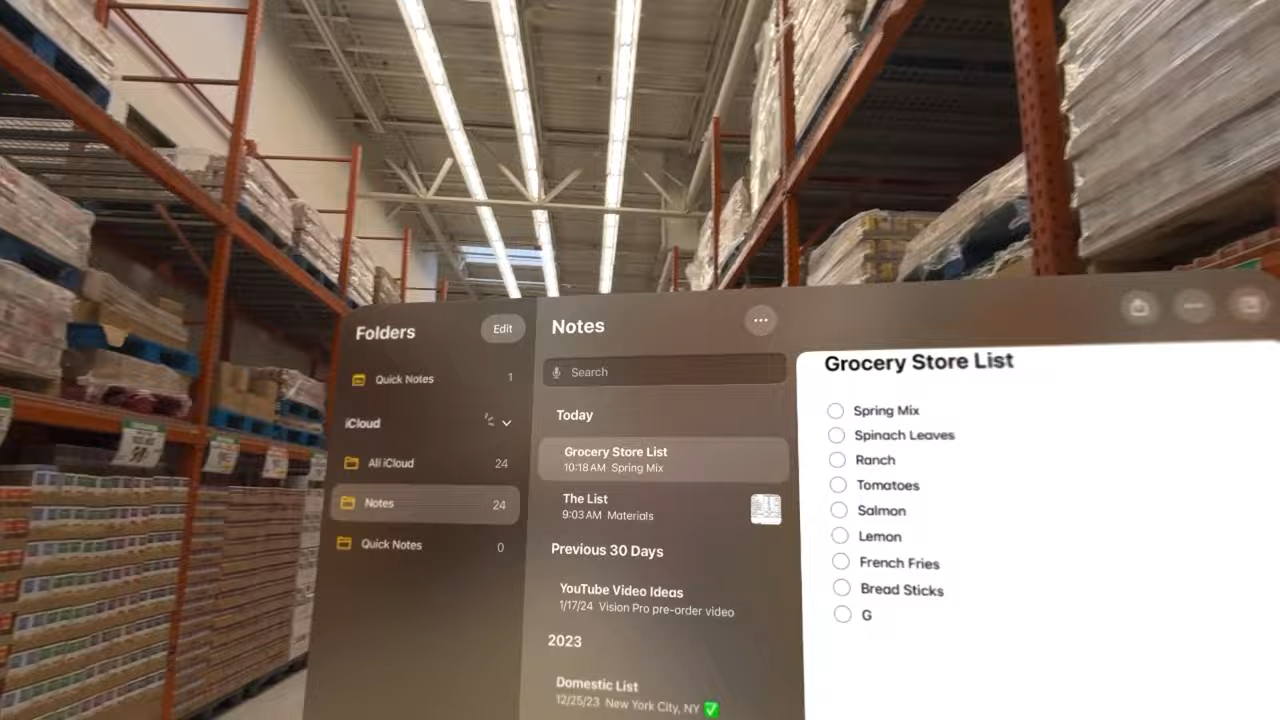 Folders
Edit
Quick Notes
1
iCloud
All iCloud
24
Notes
24
Quick Notes
0
Notes
Search
Today
Grocery Store List
10:18 AM Spring Mix
The List
9:03 AM Materials
Previous 30 Days
YouTube Video Ideas
1/17/24 Vision Pro pre-order video
2023
Domestic List
12/25/23 New York City, NY ✅
Grocery Store List
Spring Mix
Spinach Leaves
Ranch
Tomatoes
Salmon
Lemon
French Fries
Bread Sticks
G